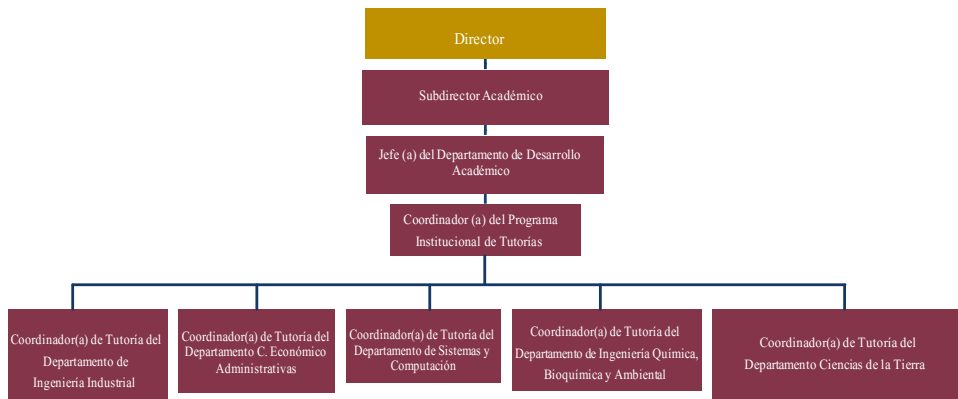 Director
Subdirector Académico
Jefe (a) del Departamento de Desarrollo
Académico
Coordinador (a) del Programa
Institucional de Tutorías
Coordinador(a) de Tutoría del
Departamento de
Ingeniería Industrial
Coordinador(a) de Tutoría del
Departamento C. Económico
Administrativas
Coordinador(a) de Tutoría del
Departamento de Sistemas y
Computación
Coordinador(a) de Tutoría del
Departamento de Ingeniería Química,
Bioquímica y Ambiental
Coordinador(a) de Tutoría del
Departamento Ciencias de la Tierra